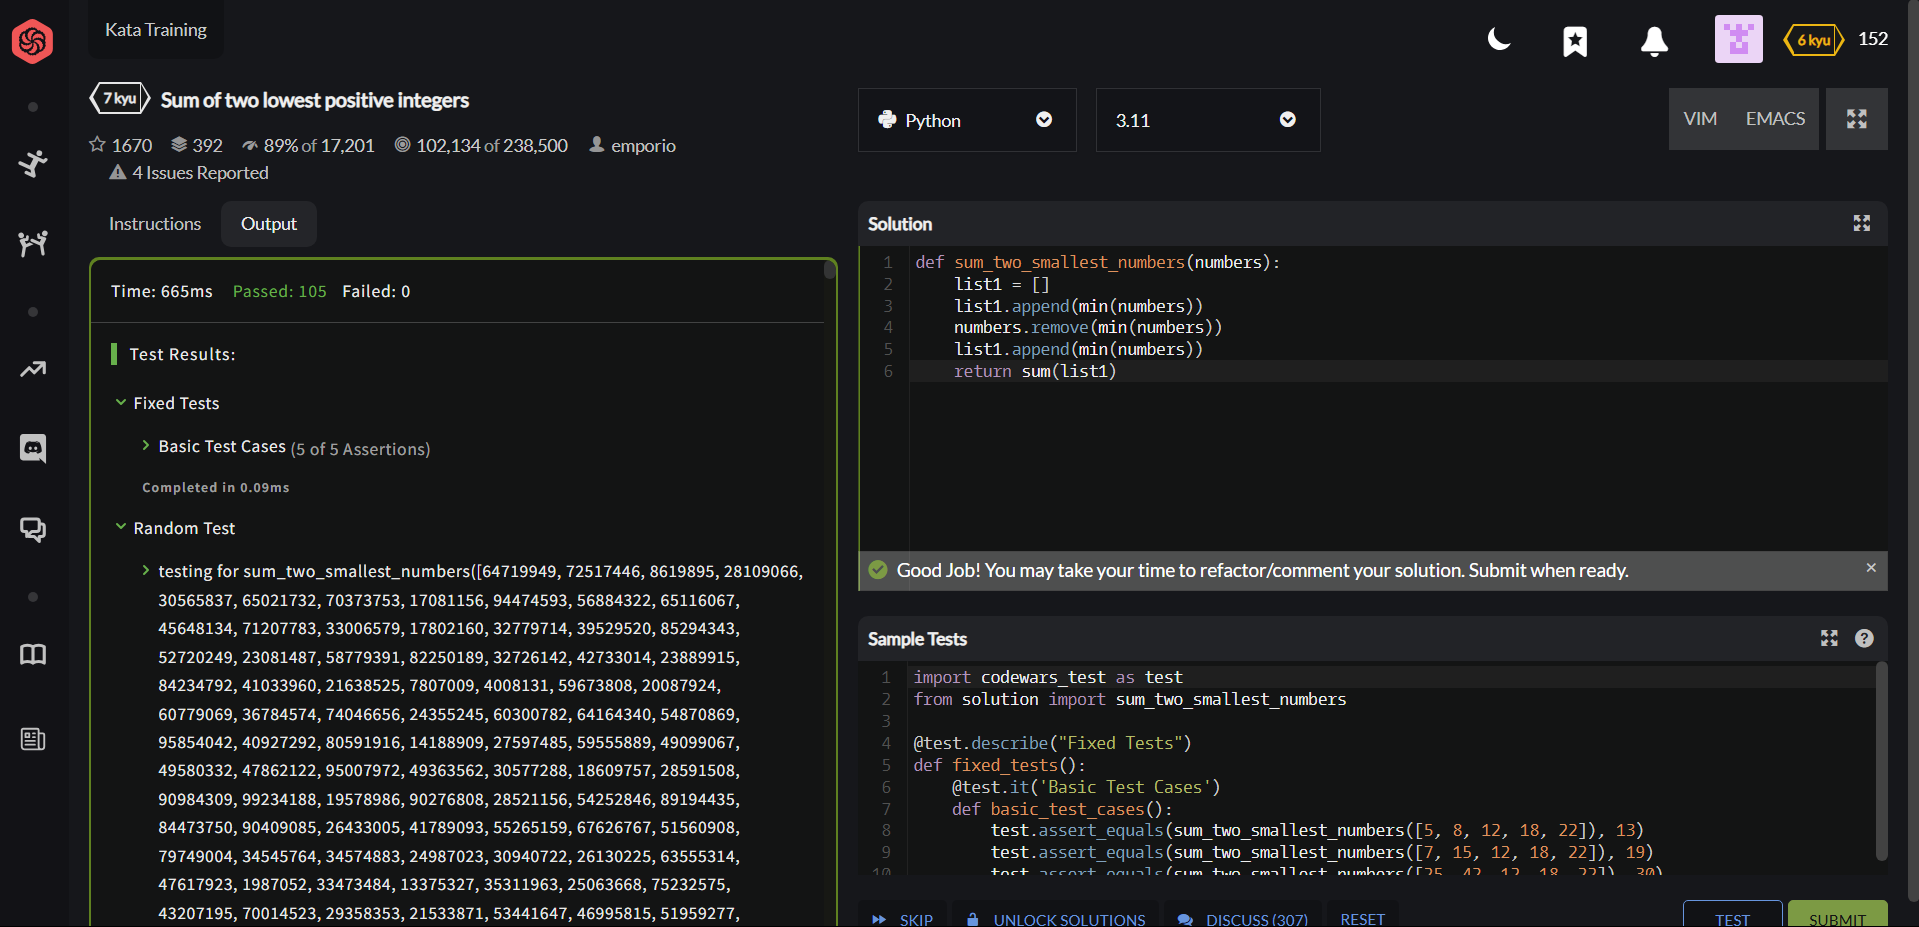 Kata Training
6 kyu
152
7 kyu
Sum of two lowest positive integers
1670 392 89% of 17,201 102,134 of 238,500 emporio
4 Issues Reported
Instructions
Output
Time: 665ms Passed: 105 Failed: 0
Test Results:
Fixed Tests
Basic Test Cases (5 of 5 Assertions)
Completed in 0.09ms
Random Test
testing for sum_two_smallest_numbers([64719949, 72517446, 8619895, 28109066,
30565837, 65021732, 70373753, 17081156, 94474593, 56884322, 65116067,
45648134, 71207783, 33006579, 17802160, 32779714, 39529520, 85294343,
52720249, 23081487, 58779391, 82250189, 32726142, 42733014, 23889915,
84234792, 41033960, 21638525, 7807009, 4008131, 59673808, 20087924,
60779069, 36784574, 74046656, 24355245, 60300782, 64164340, 54870869,
95854042, 40927292, 80591916, 14188909, 27597485, 59555889, 49099067,
49580332, 47862122, 95007972, 49363562, 30577288, 18609757, 28591508,
90984309, 99234188, 19578986, 90276808, 28521156, 54252846, 89194435,
84473750, 90409085, 26433005, 41789093, 55265159, 67626767, 51560908,
79749004, 34545764, 34574883, 24987023, 30940722, 26130225, 63555314,
47617923, 1987052, 33473484, 13375327, 35311963, 25063668, 75232575,
43207195, 70014523, 29358353, 21533871, 53441647, 46995815, 51959277,
Python
3.11
VIM
EMACS
Solution
1 def sum_two_smallest_numbers(numbers):
2 list1 = []
3 list1.append(min(numbers))
4 numbers.remove(min(numbers))
5 list1.append(min(numbers))
6 return sum(list1)
Good Job! You may take your time to refactor/comment your solution. Submit when ready.
×
Sample Tests
?
1 import codewars_test as test
2 from solution import sum_two_smallest_numbers
3
4 @test.describe("Fixed Tests")
5 def fixed_tests():
6 @test.it('Basic Test Cases')
7 def basic_test_cases():
8 test.assert_equals(sum_two_smallest_numbers([5, 8, 12, 18, 22]), 13)
9 test.assert_equals(sum_two_smallest_numbers([7, 15, 12, 18, 22]), 19)
10 test.assert_equals(sum_two_smallest_numbers([25, 42, 12, 18, 22]), 30)
SKIP
UNLOCK SOLUTIONS
DISCUSS (307)
RESET
TEST
SUBMIT